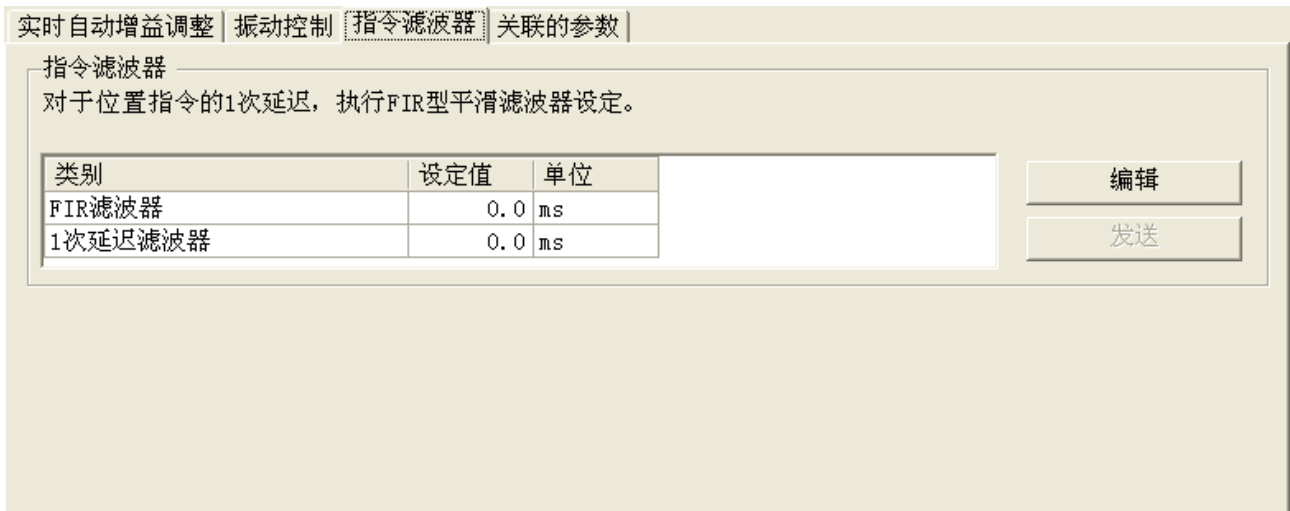 实时自动增益调整 振动控制 指令滤波器 关联的参数
指令滤波器
对于位置指令的1次延迟，执行FIR型平滑滤波器设定。
类别 设定值 单位
FIR滤波器 0.0 ms
1次延迟滤波器 0.0 ms
编辑
发送